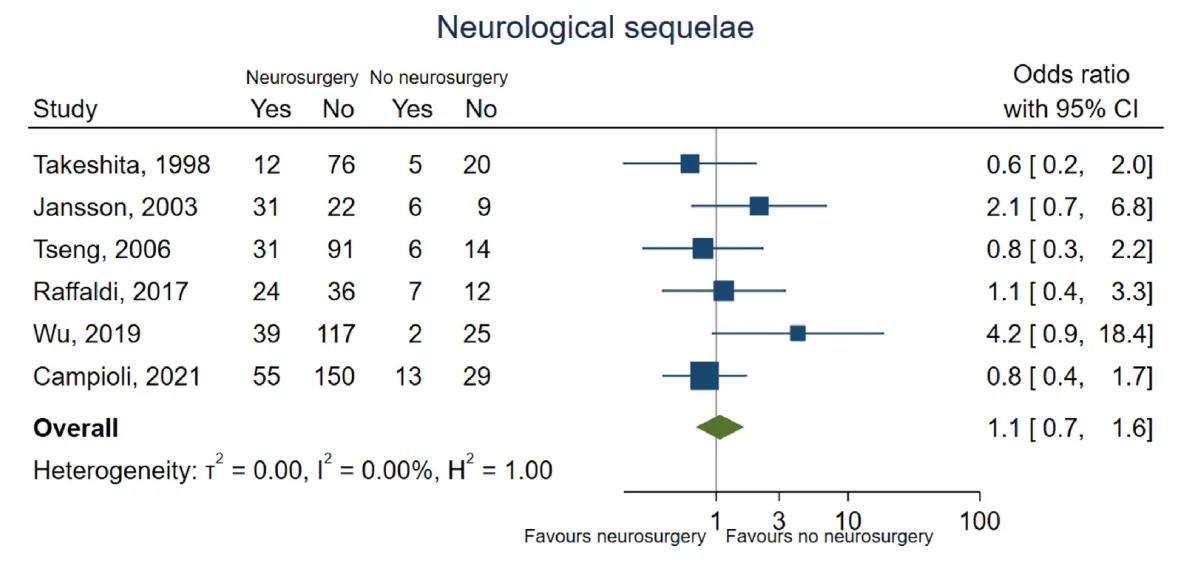 Neurological sequelae
Neurosurgery No neurosurgery Odds ratio
Study Yes No Yes No with 95% CI
Takeshita, 1998 12 76 5 20 0.6 [ 0.2, 2.0]
Jansson, 2003 31 22 6 9 2.1 [ 0.7, 6.8]
Tseng, 2006 31 91 6 14 0.8 [ 0.3, 2.2]
Raffaldi, 2017 24 36 7 12 1.1 [ 0.4, 3.3]
Wu, 2019 39 117 2 25 4.2 [ 0.9, 18.4]
Campioli, 2021 55 150 13 29 0.8 [ 0.4, 1.7]
Overall 1.1 [ 0.7, 1.6]
Heterogeneity: τ² = 0.00, I² = 0.00%, H² = 1.00
1 3 10 100
Favours neurosurgery Favours no neurosurgery